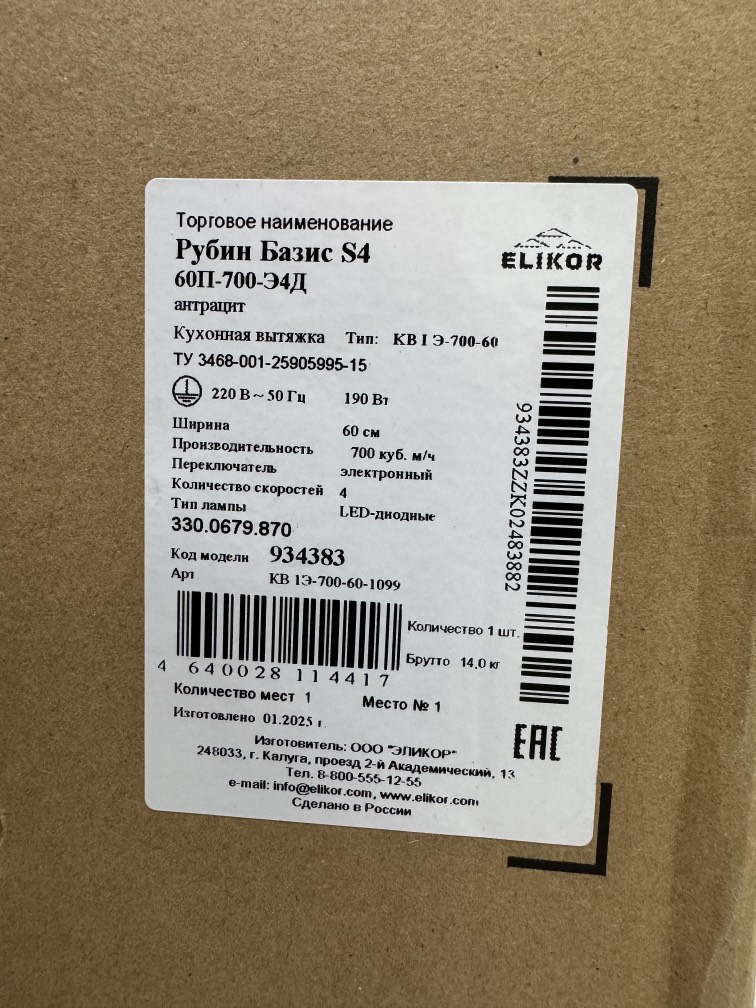 Торговое наименование
Рубин Базис S4
60П-700-Э4Д
антрацит
ELIKOR
Кухонная вытяжка Тип: КВ I Э-700-60
ТУ 3468-001-25905995-15
220 В ~ 50 Гц 190 Вт
Ширина 60 см
Производительность 700 куб. м/ч
Переключатель электронный
Количество скоростей 4
Тип лампы LED-диодные
330.0679.870
Код модели 934383
Арт КВ 1Э-700-60-1099
934383ZZK02483882
Количество 1 шт.
Брутто 14,0 кг
4 640028 114417
Количество мест 1 Место № 1
Изготовлено 01.2025 г.
EAC
Изготовитель: ООО "ЭЛИКОР"
248033, г. Калуга, проезд 2-й Академический, 13
Тел. 8-800-555-12-55
e-mail: info@elikor.com, www.elikor.com
Сделано в России